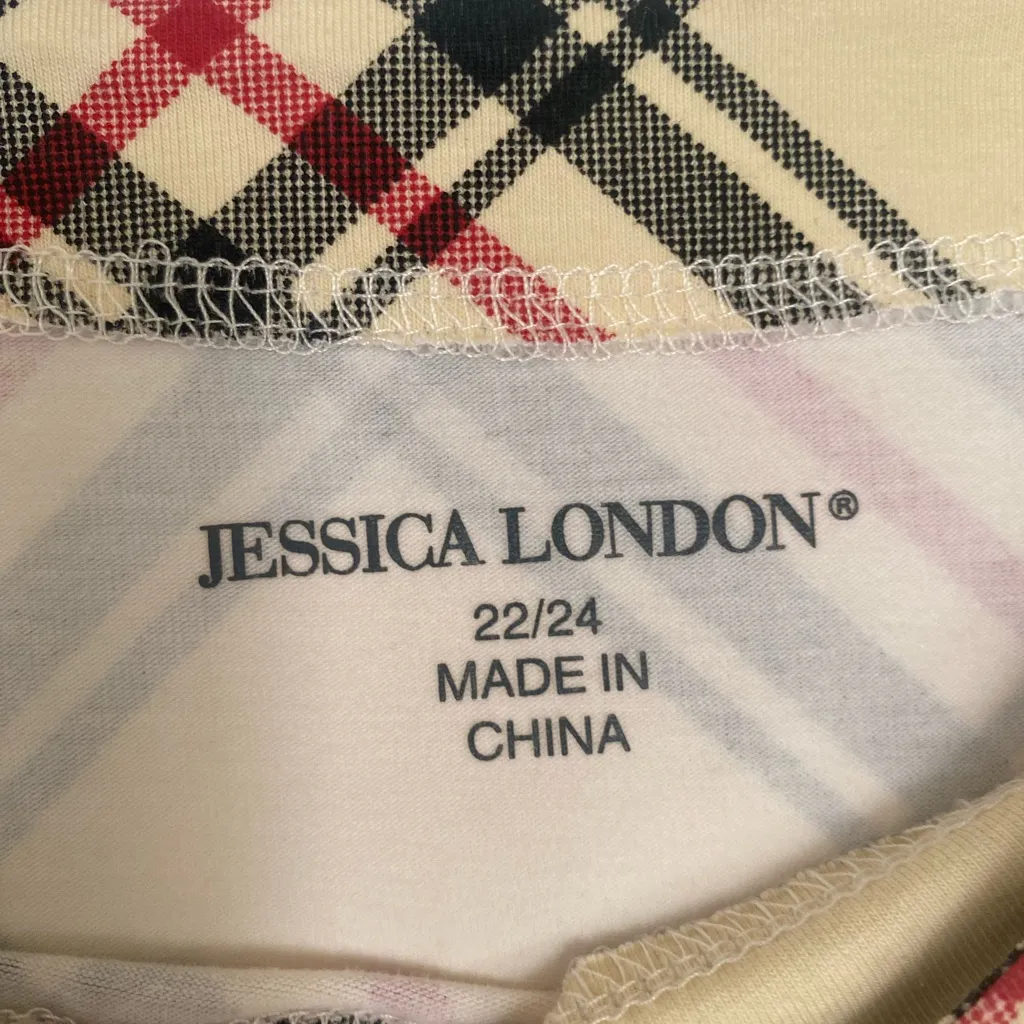 JESSICA LONDON®
22/24
MADE IN
CHINA